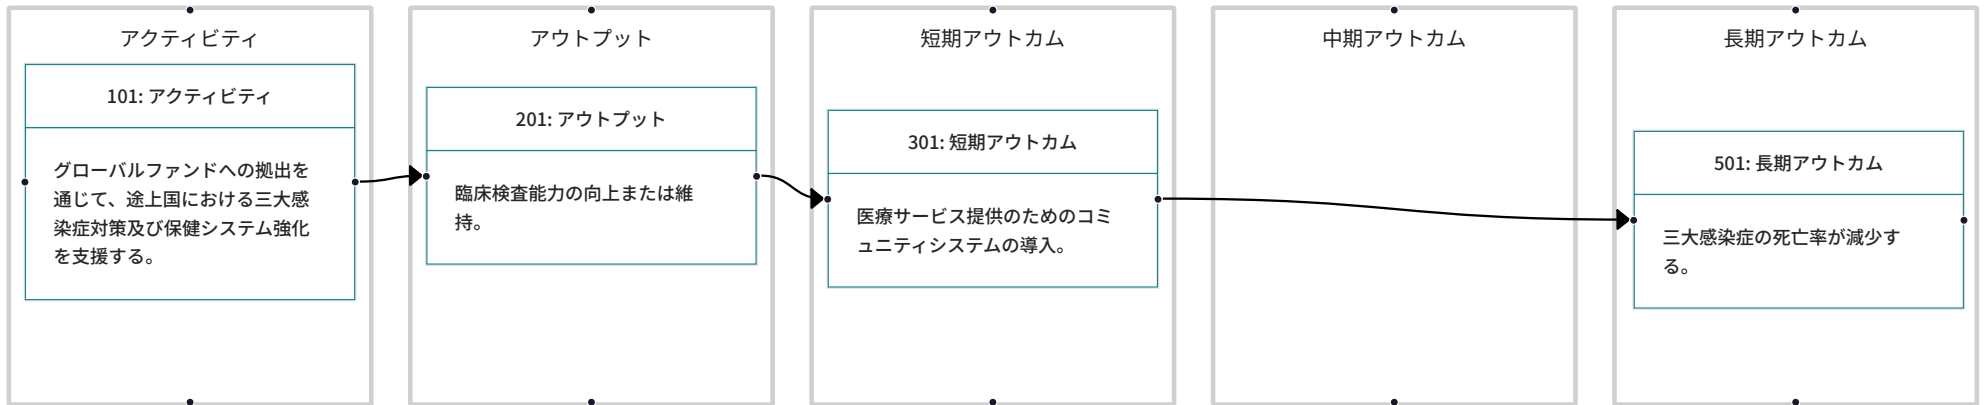 アクティビティ
101: アクティビティ
グローバルファンドへの拠出を
通じて、途上国における三大感
染症対策及び保健システム強化
を支援する。
アウトプット
201: アウトプット
臨床検査能力の向上または維
持。
短期アウトカム
301: 短期アウトカム
医療サービス提供のためのコミ
ュニティシステムの導入。
中期アウトカム
長期アウトカム
501: 長期アウトカム
三大感染症の死亡率が減少す
る。